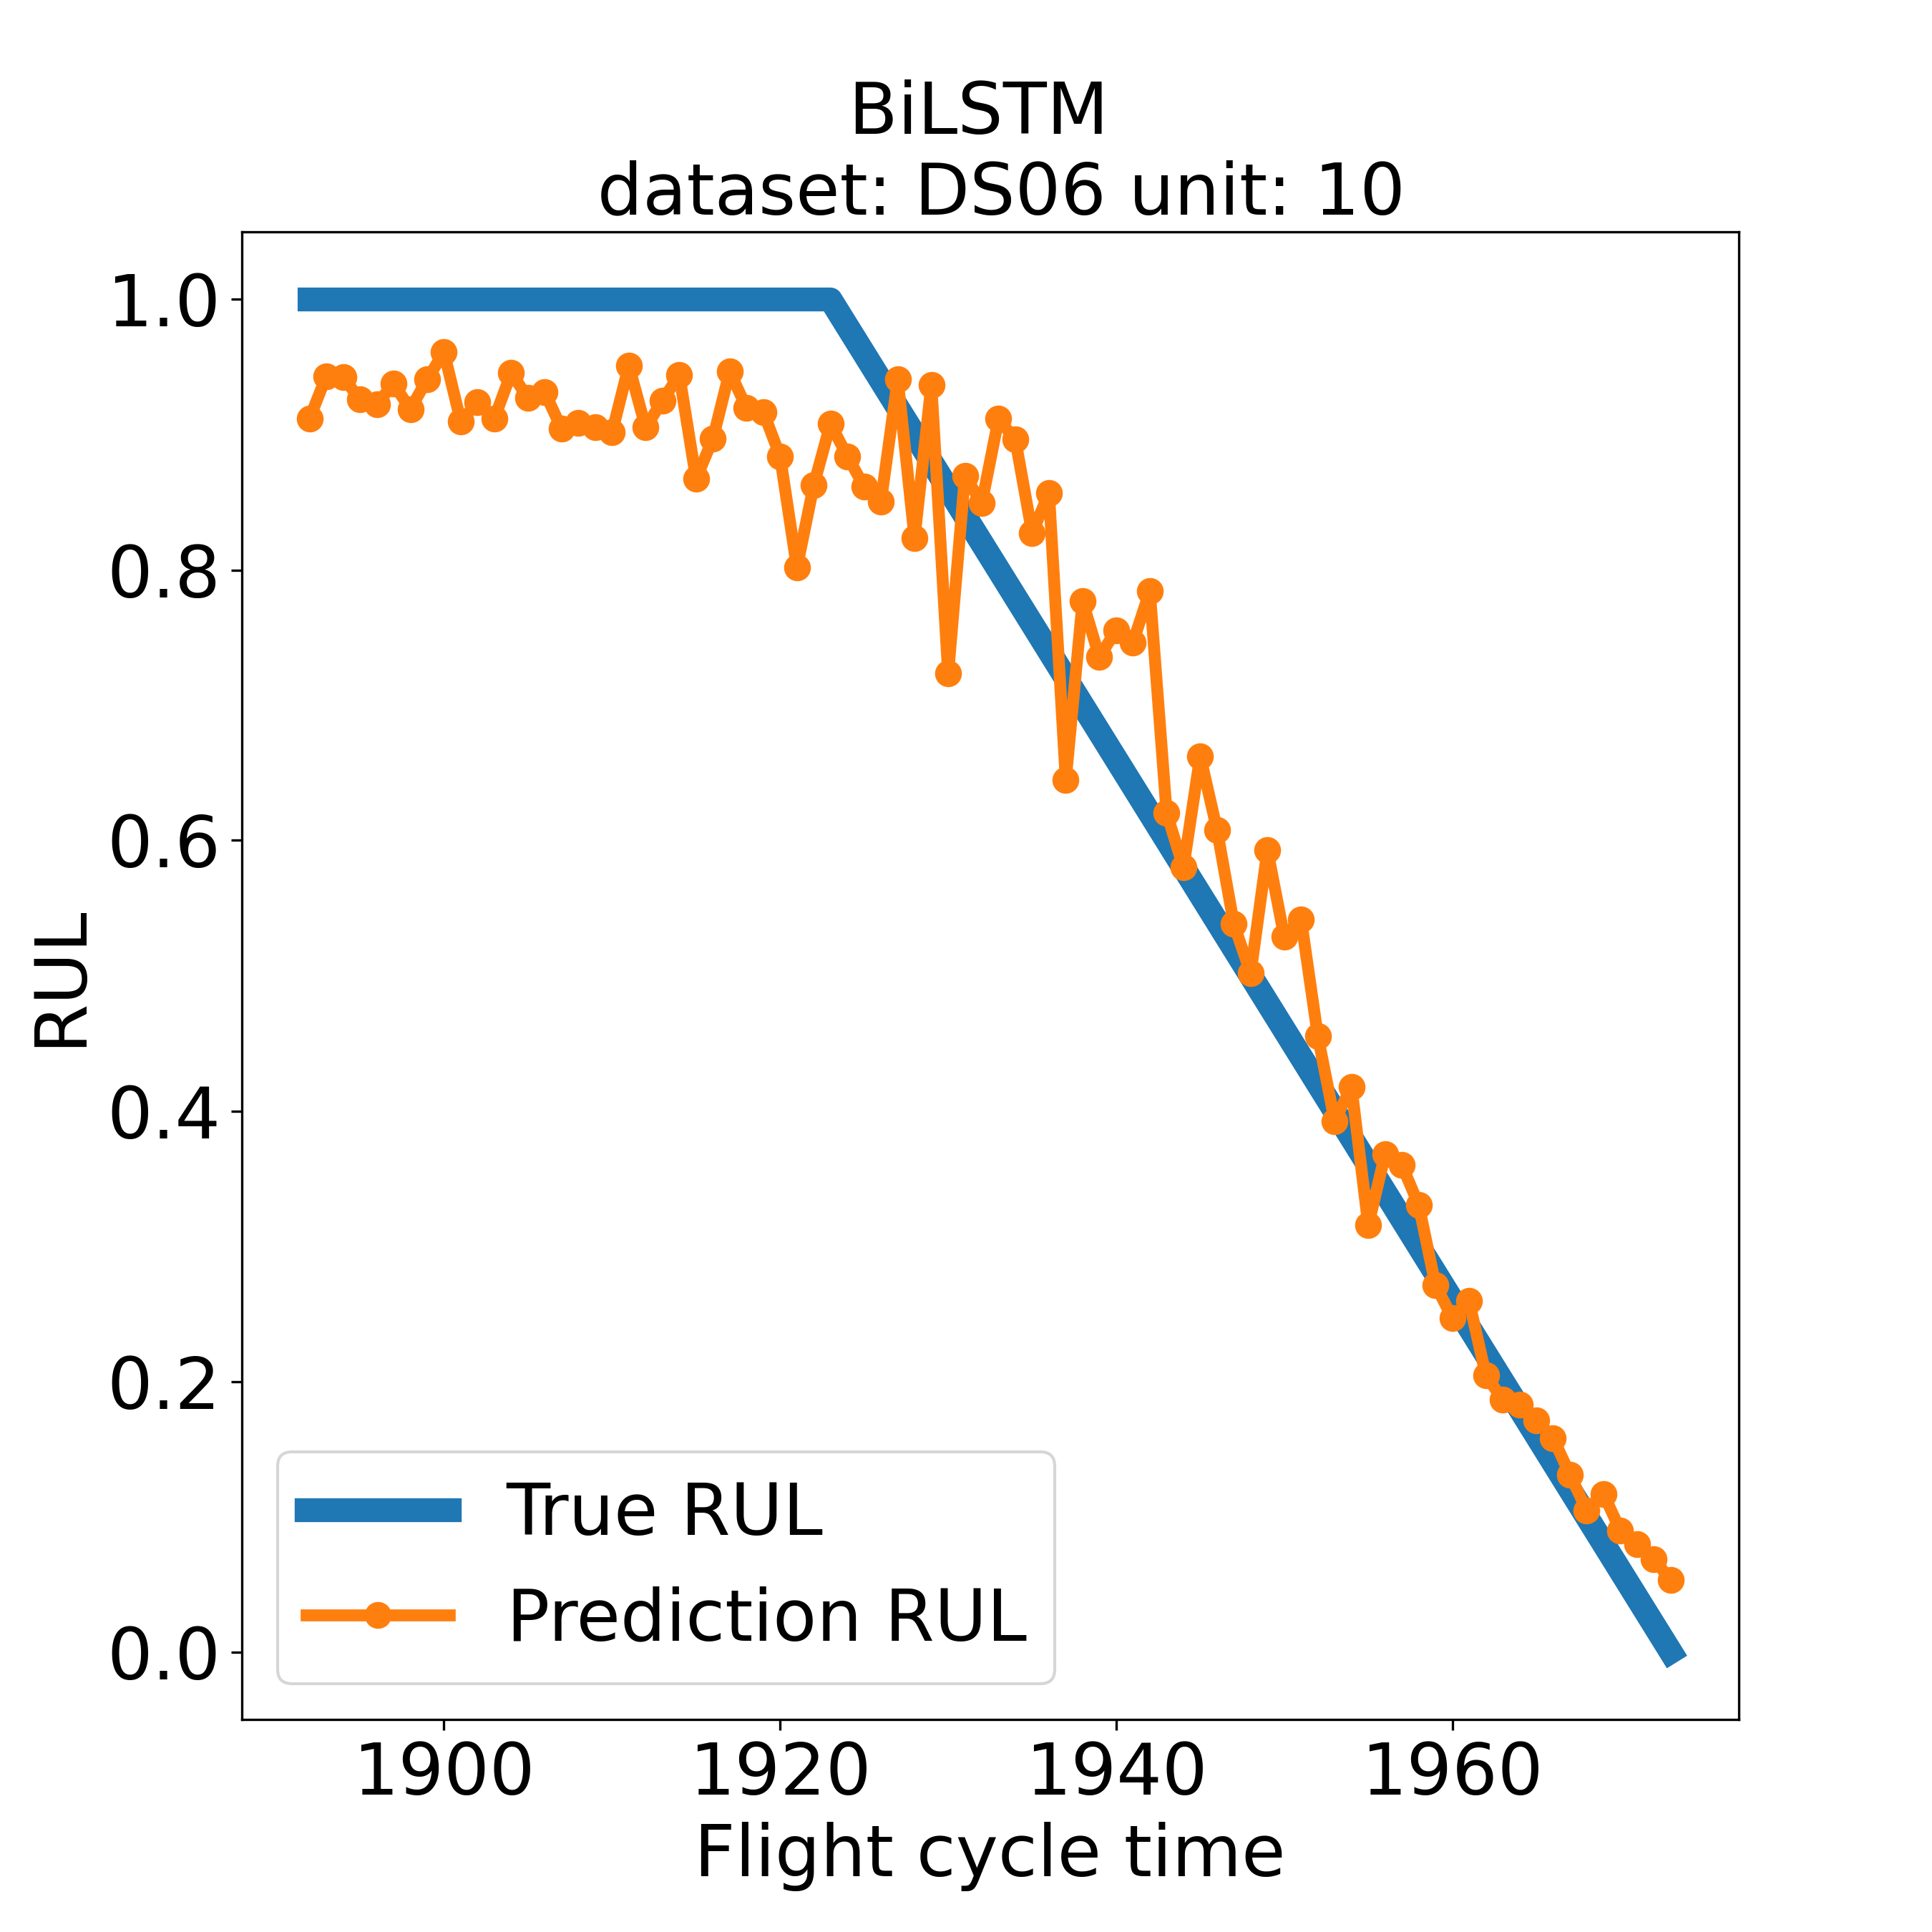 BiLSTM
dataset: DS06 unit: 10
1.0
0.8
0.6
0.4
0.2
0.0
RUL
True RUL
Prediction RUL
1900 1920 1940 1960
Flight cycle time